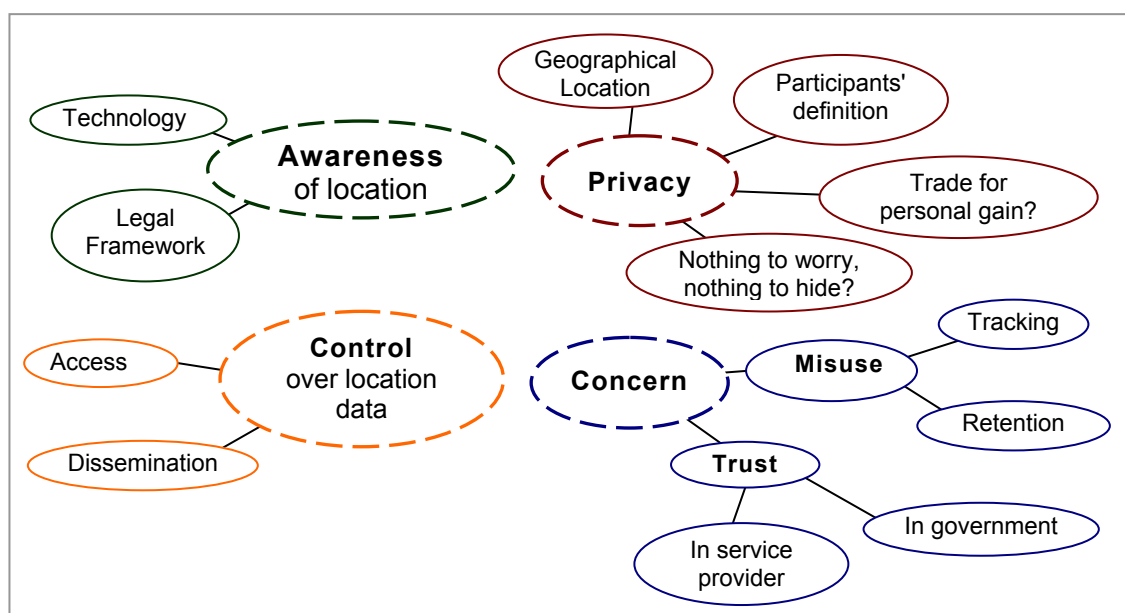 Technology
Awareness
of location
Legal
Framework
Geographical
Location
Participants'
definition
Privacy
Trade for
personal gain?
Nothing to worry,
nothing to hide?
Access
Control
over location
data
Dissemination
Concern
Misuse
Tracking
Retention
Trust
In service
provider
In government